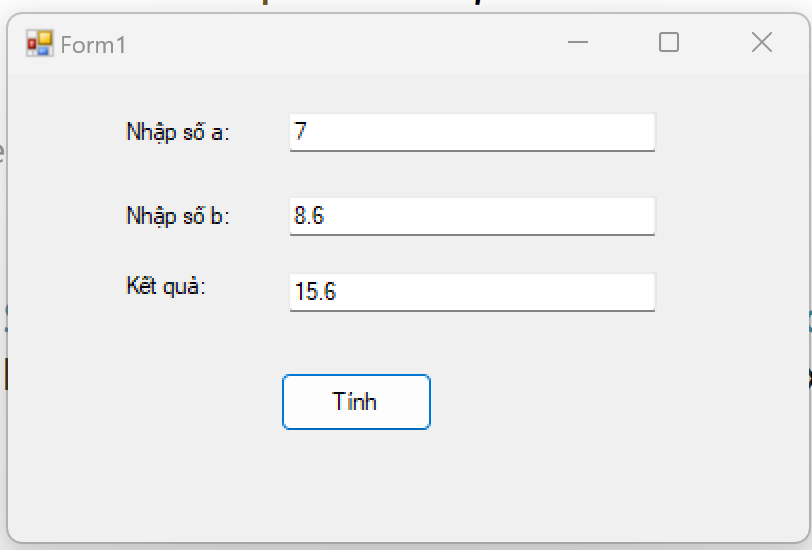 Form1
Nhập số a:
7
Nhập số b:
8.6
Kết quả:
15.6
Tính